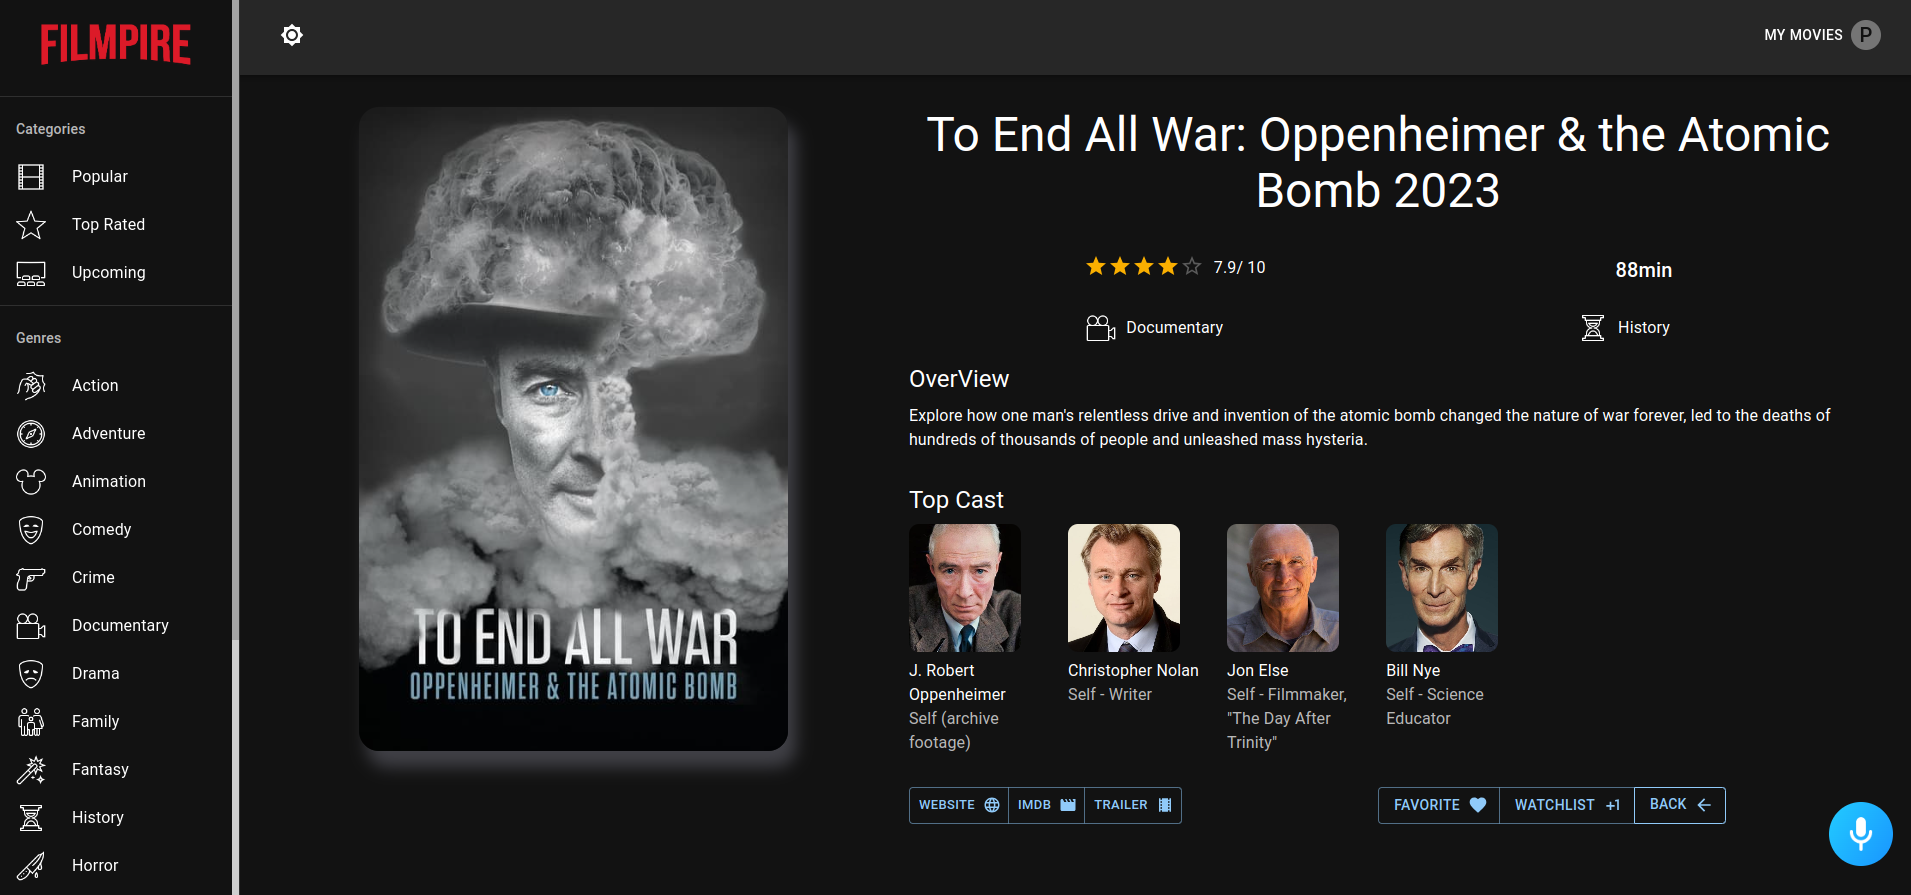 FILMPIRE
MY MOVIES P
Categories
Popular
Top Rated
Upcoming
Genres
Action
Adventure
Animation
Comedy
Crime
Documentary
Drama
Family
Fantasy
History
Horror
TO END ALL WAR
OPPENHEIMER & THE ATOMIC BOMB
To End All War: Oppenheimer & the Atomic
Bomb 2023
7.9/ 10
88min
Documentary
History
OverView
Explore how one man's relentless drive and invention of the atomic bomb changed the nature of war forever, led to the deaths of
hundreds of thousands of people and unleashed mass hysteria.
Top Cast
J. Robert
Oppenheimer
Self (archive
footage)
Christopher Nolan
Self - Writer
Jon Else
Self - Filmmaker,
"The Day After
Trinity"
Bill Nye
Self - Science
Educator
WEBSITE IMDB TRAILER
FAVORITE WATCHLIST +1 BACK